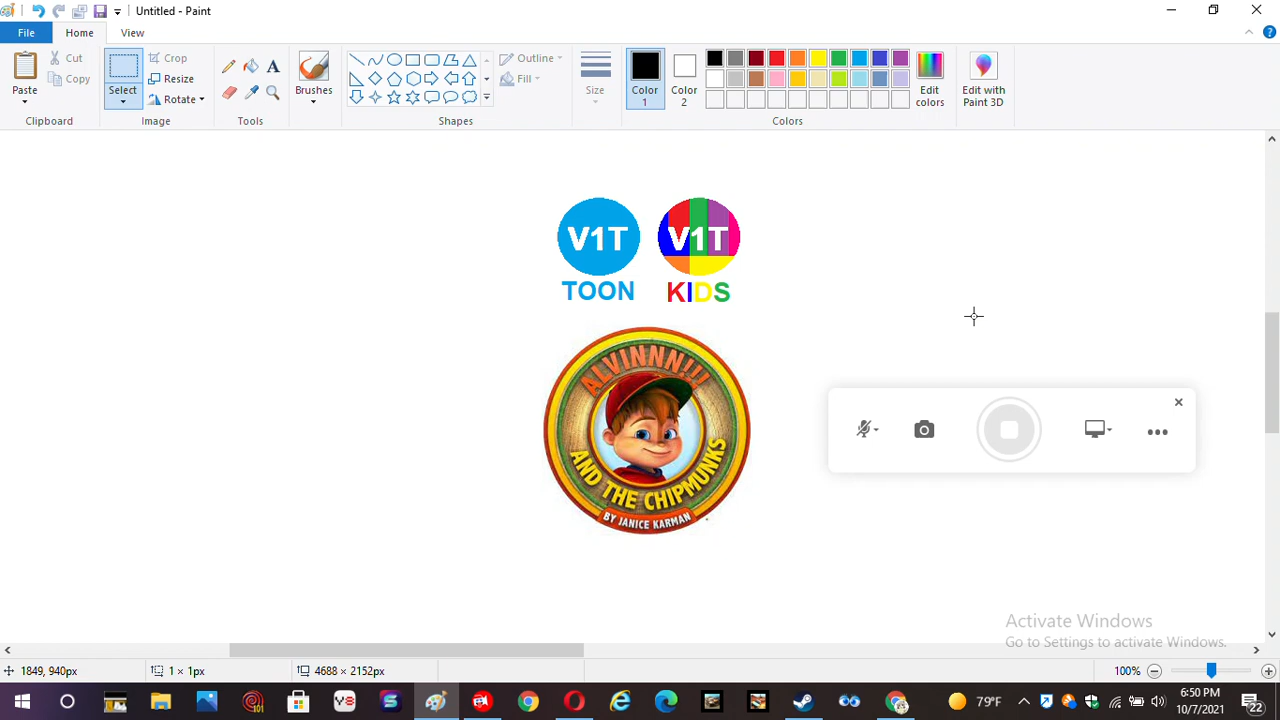 Untitled - Paint
File Home View
Paste
Cut
Copy
Clipboard
Select
Crop
Resize
Rotate
Image
Tools
Brushes
Shapes
Outline
Fill
Size
Color 1
Color 2
Colors
Edit colors
Edit with Paint 3D
V1T V1T
TOON KIDS
ALVINNN!!!
AND THE CHIPMUNKS
BY JANICE KARMAN
Activate Windows
Go to Settings to activate Windows.
1849, 940px
1 × 1px
4688 × 2152px
100%
101
79°F
6:50 PM
10/7/2021
22